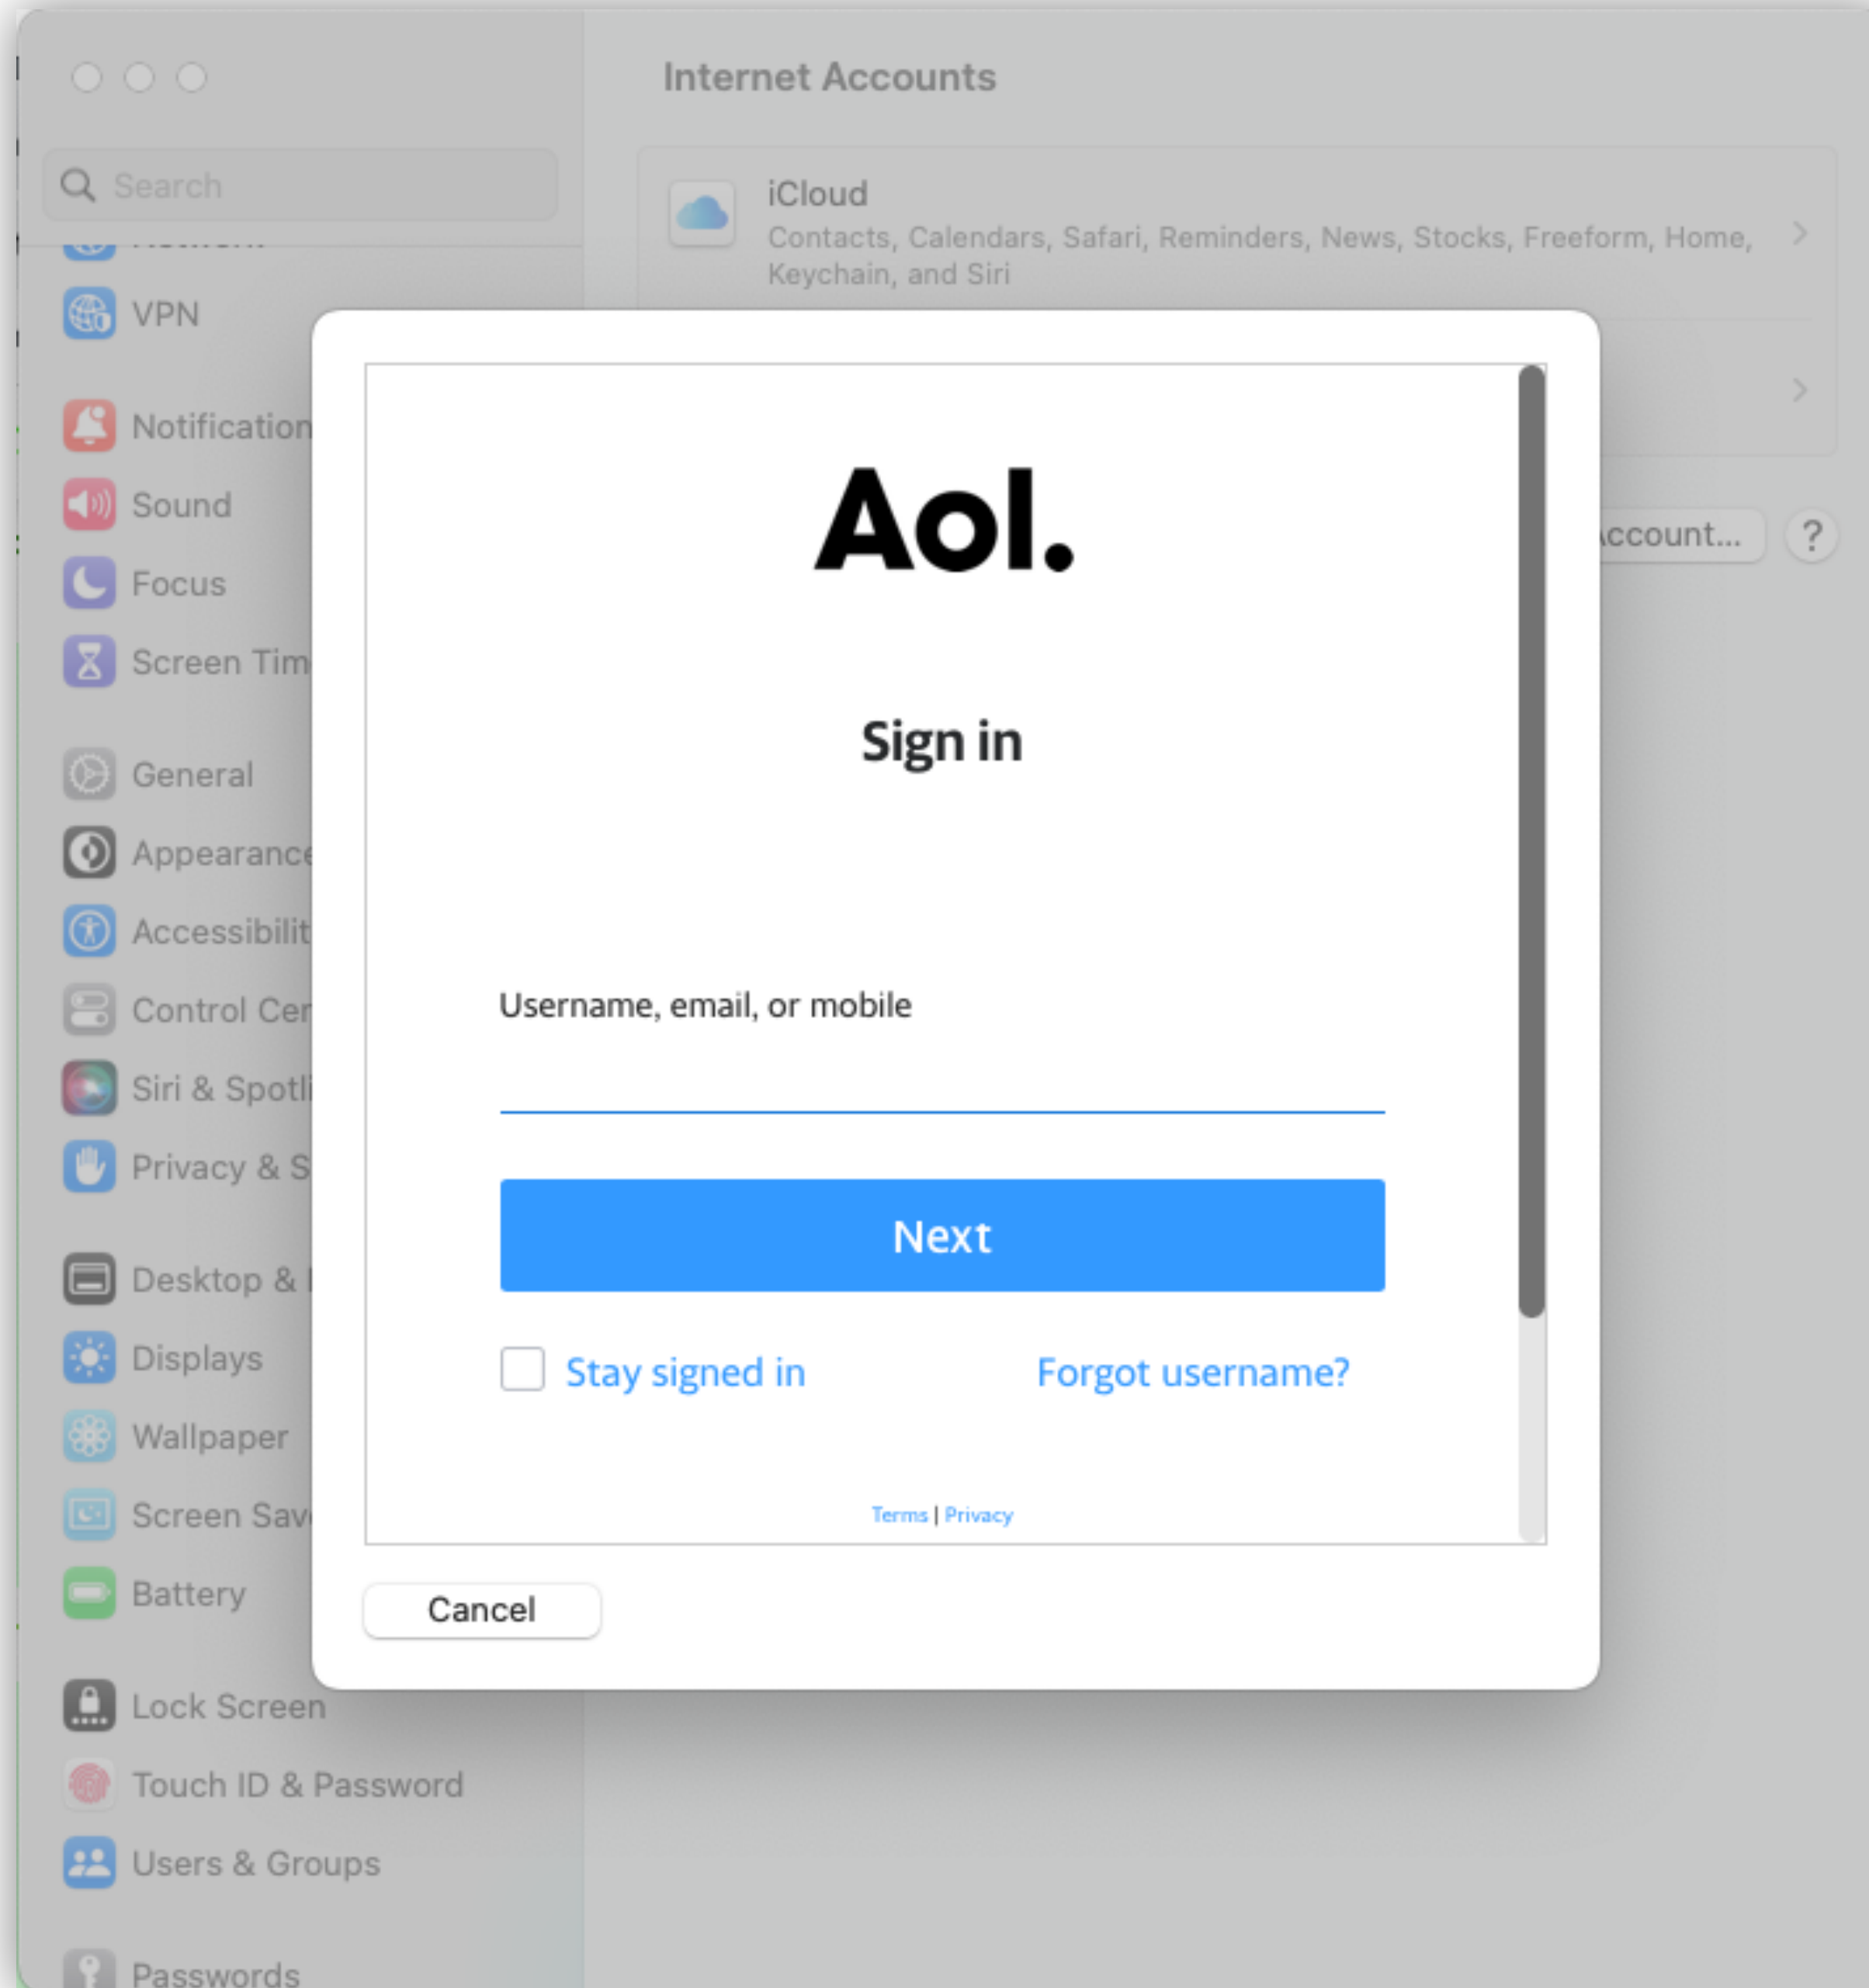 Internet Accounts
Search
iCloud
Contacts, Calendars, Safari, Reminders, News, Stocks, Freeform, Home,
Keychain, and Siri
VPN
Notification
Sound
Focus
Screen Tim
General
Appearance
Accessibilit
Control Cen
Siri & Spotli
Privacy & S
Desktop &
Displays
Wallpaper
Screen Sav
Battery
Lock Screen
Touch ID & Password
Users & Groups
Passwords
Account...
?
Aol.
Sign in
Username, email, or mobile
Next
Stay signed in
Forgot username?
Terms | Privacy
Cancel